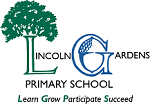 LINCOLN GARDENS
PRIMARY SCHOOL
Learn Grow Participate Succeed